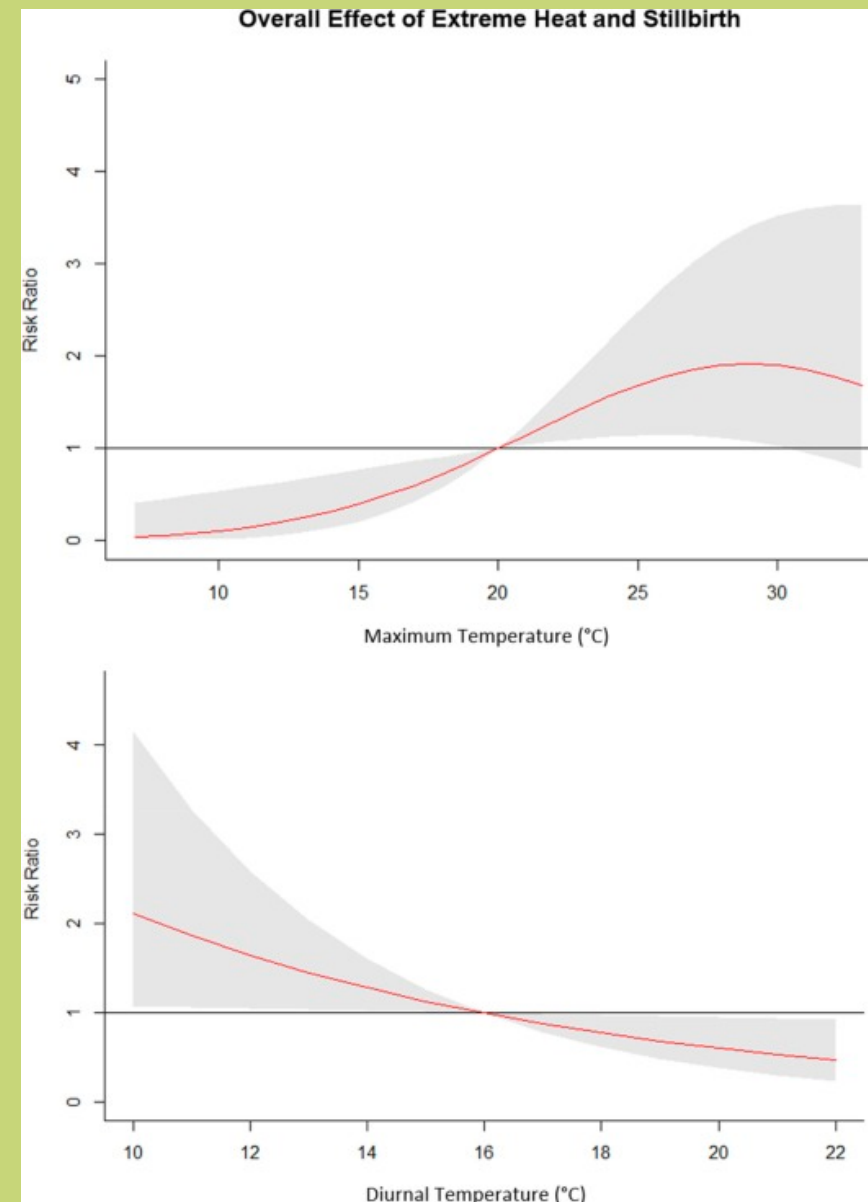 Overall Effect of Extreme Heat and Stillbirth
5
4
3
2
1
0
Risk Ratio
10 15 20 25 30
Maximum Temperature (°C)
4
3
2
1
0
Risk Ratio
10 12 14 16 18 20 22
Diurnal Temperature (°C)